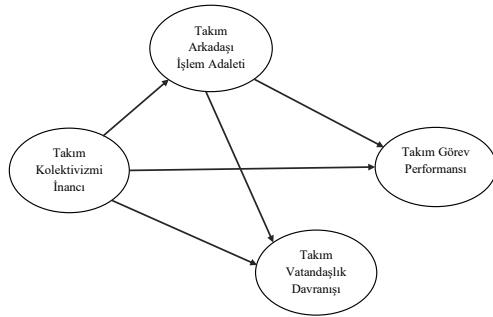 Takım
Arkadaşı
İşlem Adaleti
Takım
Kolektivizmi
İnancı
Takım Görev
Performansı
Takım
Vatandaşlık
Davranışı